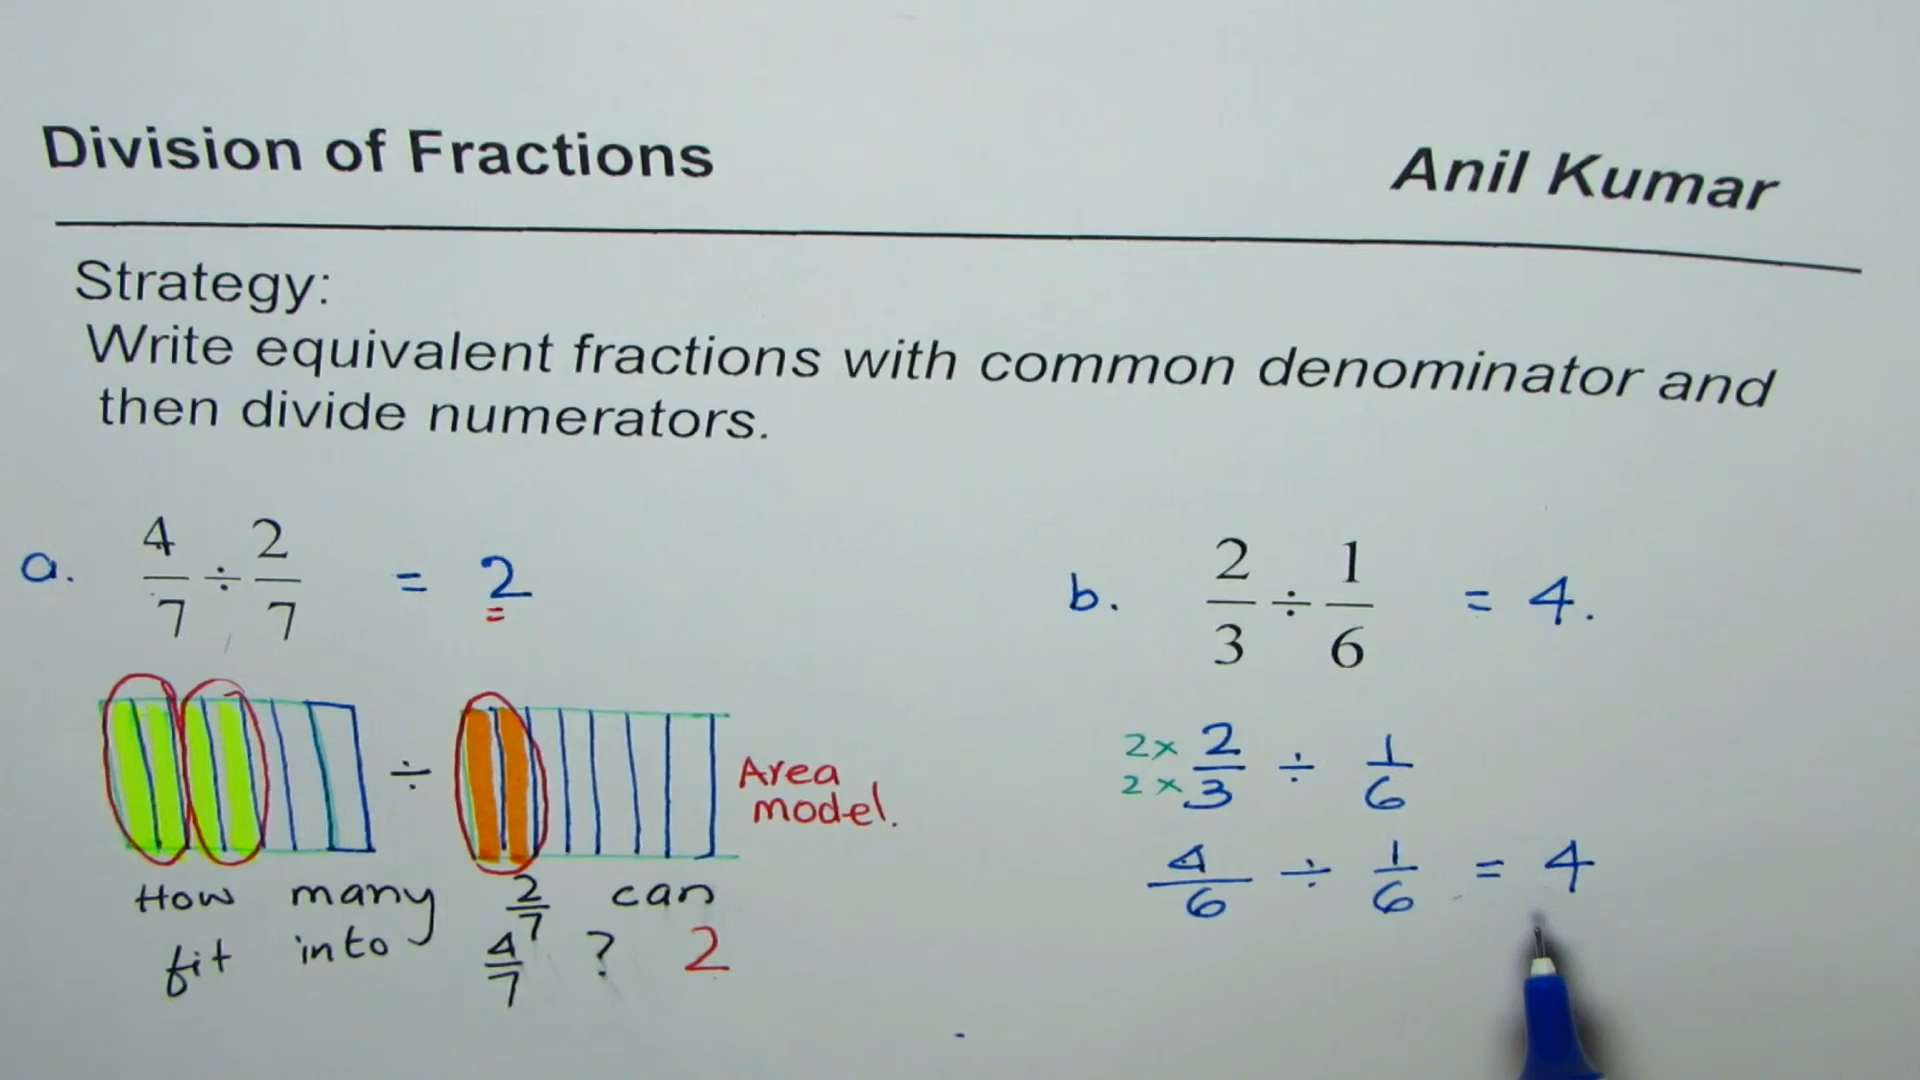 Division of Fractions
Anil Kumar
Strategy:
Write equivalent fractions with common denominator and
then divide numerators.
a. 4/7 ÷ 2/7 = 2
÷
Area
model.
How many 2/7 can
fit into 4/7 ? 2
b. 2/3 ÷ 1/6 = 4.
2× 2/2× 3 ÷ 1/6
4/6 ÷ 1/6 = 4